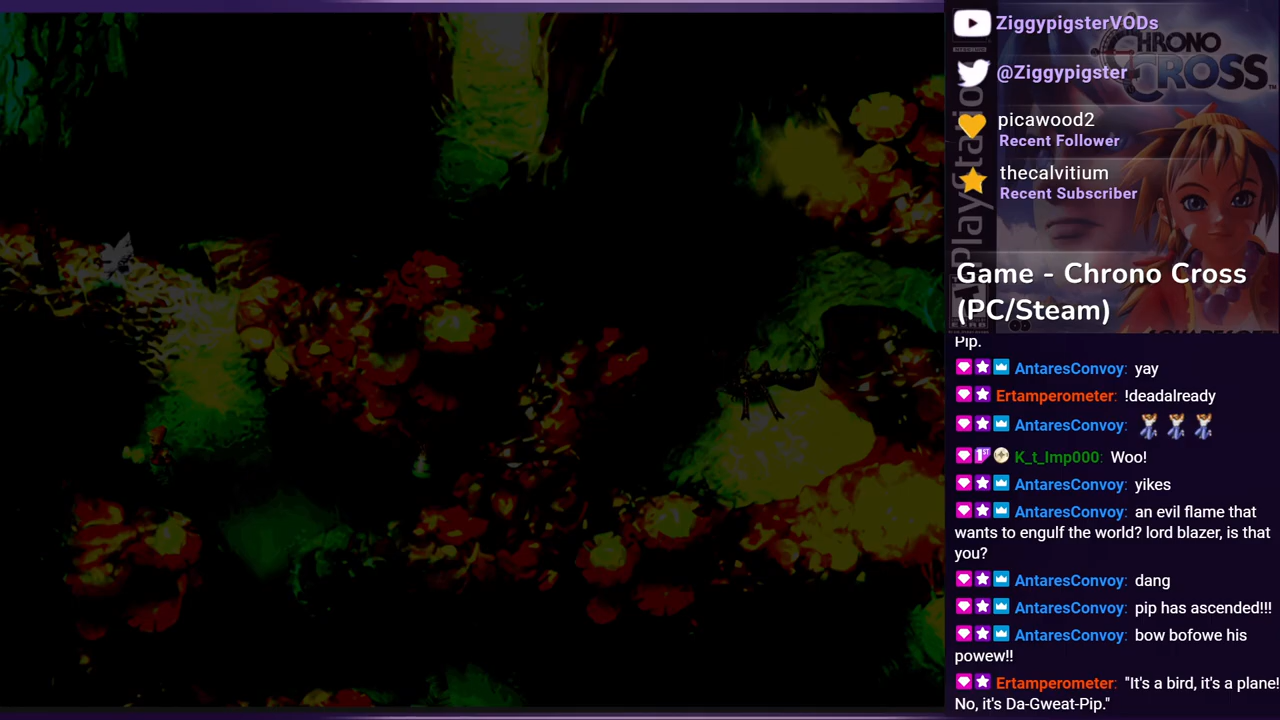 ZiggypigsterVODs
@Ziggypigster
picawood2
Recent Follower
thecalvitium
Recent Subscriber
CHRONO
CROSS
PlayStation
Game - Chrono Cross
(PC/Steam)
Pip.
AntaresConvoy: yay
Ertamperometer: !deadalready
AntaresConvoy:
K_t_Imp000: Woo!
AntaresConvoy: yikes
AntaresConvoy: an evil flame that
wants to engulf the world? lord blazer, is that
you?
AntaresConvoy: dang
AntaresConvoy: pip has ascended!!!
AntaresConvoy: bow bofowe his
powew!!
Ertamperometer: "It's a bird, it's a plane!
No, it's Da-Gweat-Pip."